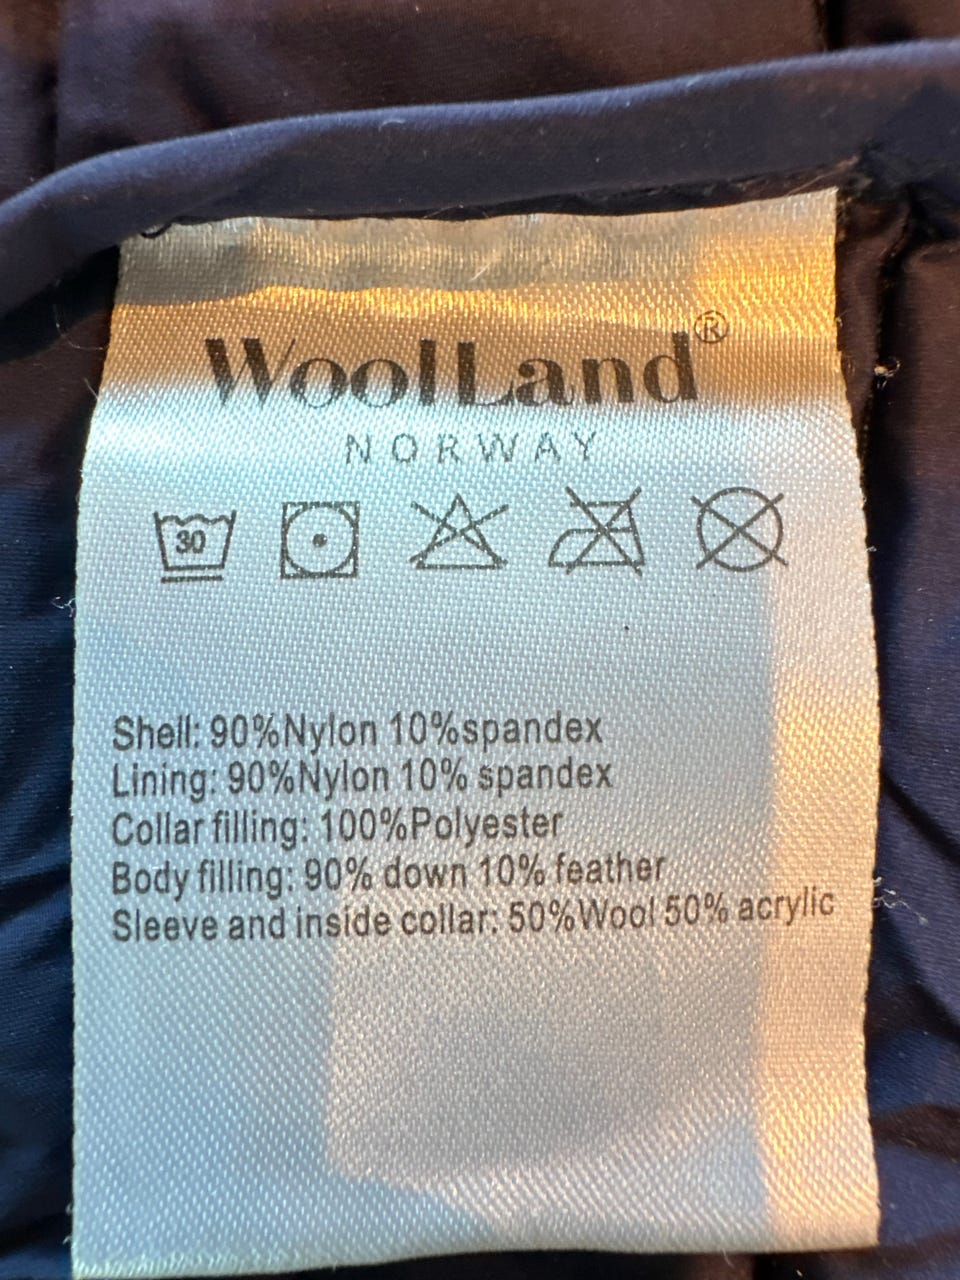 WoolLand®
NORWAY
30
Shell: 90%Nylon 10%spandex
Lining: 90%Nylon 10% spandex
Collar filling: 100%Polyester
Body filling: 90% down 10% feather
Sleeve and inside collar: 50%Wool 50% acrylic